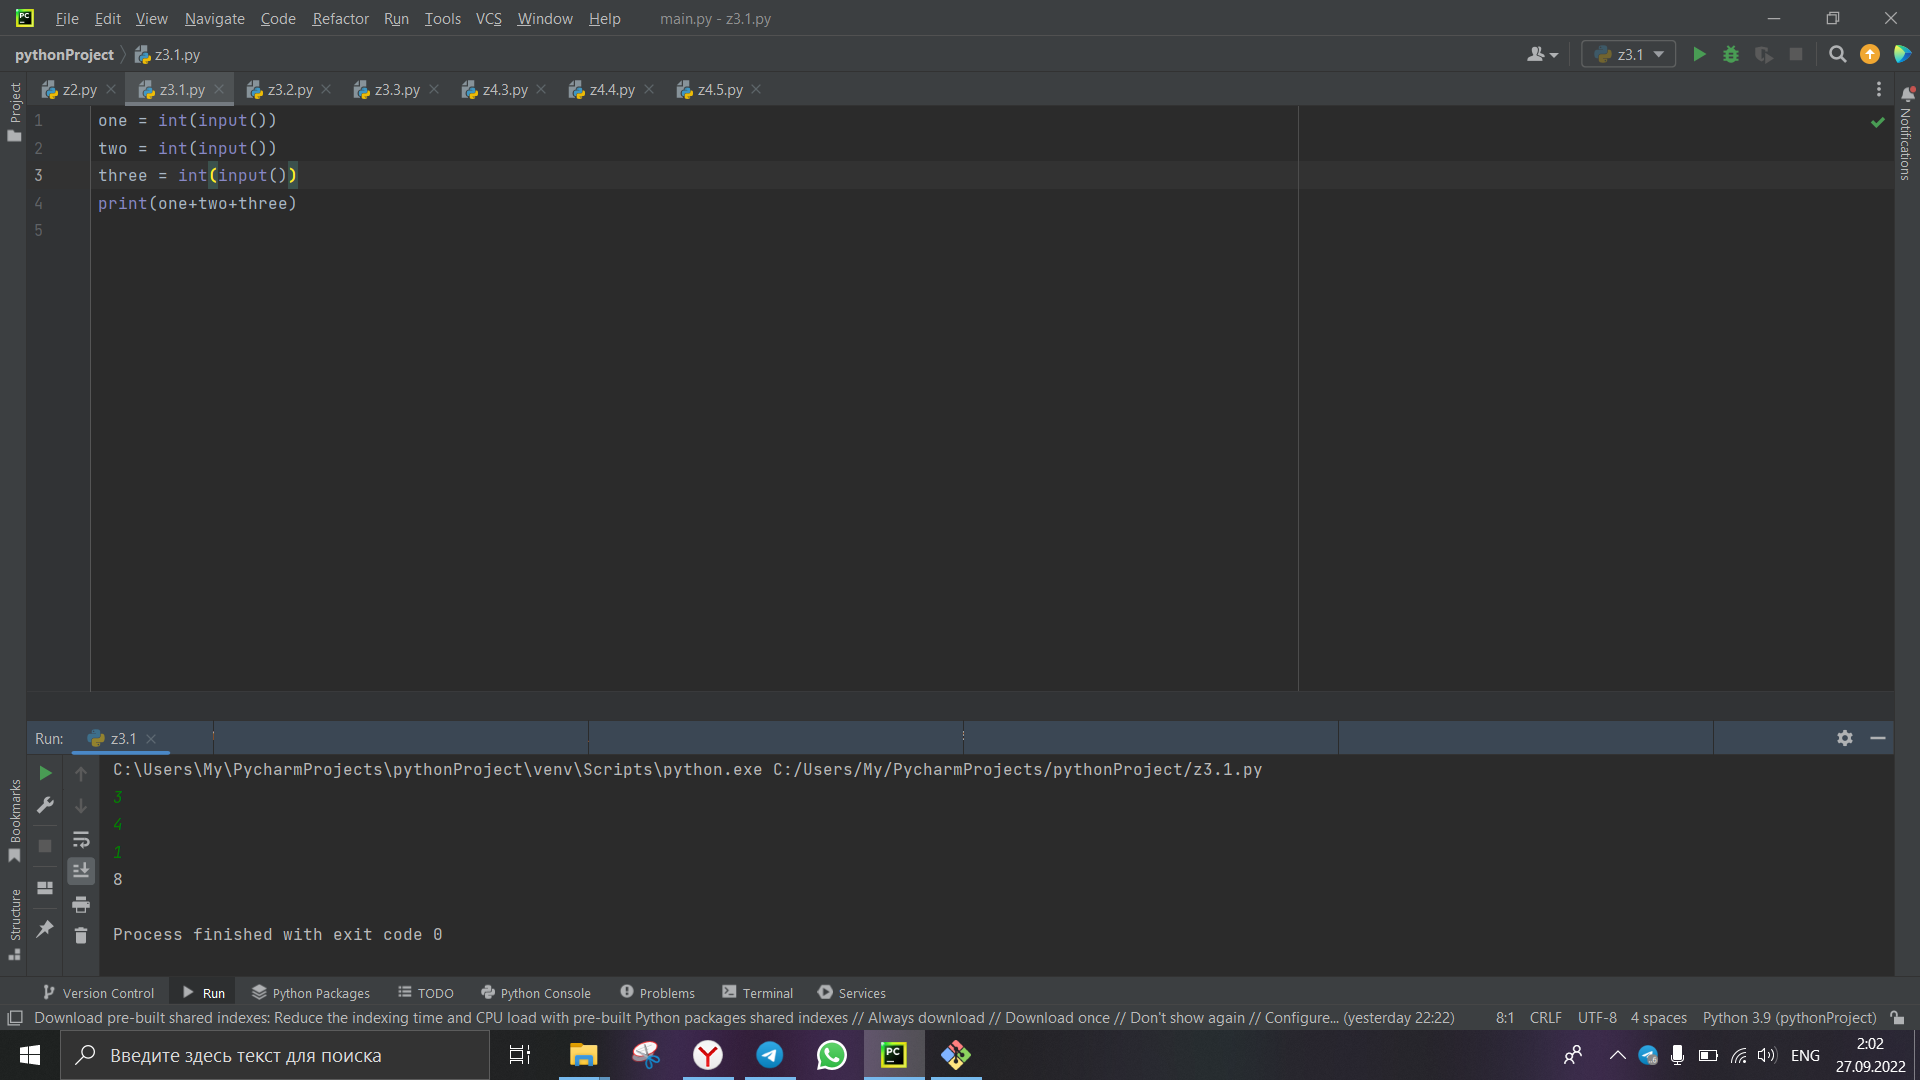 PC File Edit View Navigate Code Refactor Run Tools VCS Window Help main.py - z3.1.py
pythonProject z3.1.py z3.1
z2.py z3.1.py z3.2.py z3.3.py z4.3.py z4.4.py z4.5.py
Project
Notifications
1 one = int(input())
2 two = int(input())
3 three = int(input())
4 print(one+two+three)
5
Run: z3.1
C:\Users\My\PycharmProjects\pythonProject\venv\Scripts\python.exe C:/Users/My/PycharmProjects/pythonProject/z3.1.py
3
4
1
8
Process finished with exit code 0
Bookmarks
Structure
Version Control Run Python Packages TODO Python Console Problems Terminal Services
Download pre-built shared indexes: Reduce the indexing time and CPU load with pre-built Python packages shared indexes // Always download // Download once // Don't show again // Configure... (yesterday 22:22) 8:1 CRLF UTF-8 4 spaces Python 3.9 (pythonProject)
Введите здесь текст для поиска PC ENG 2:02
27.09.2022